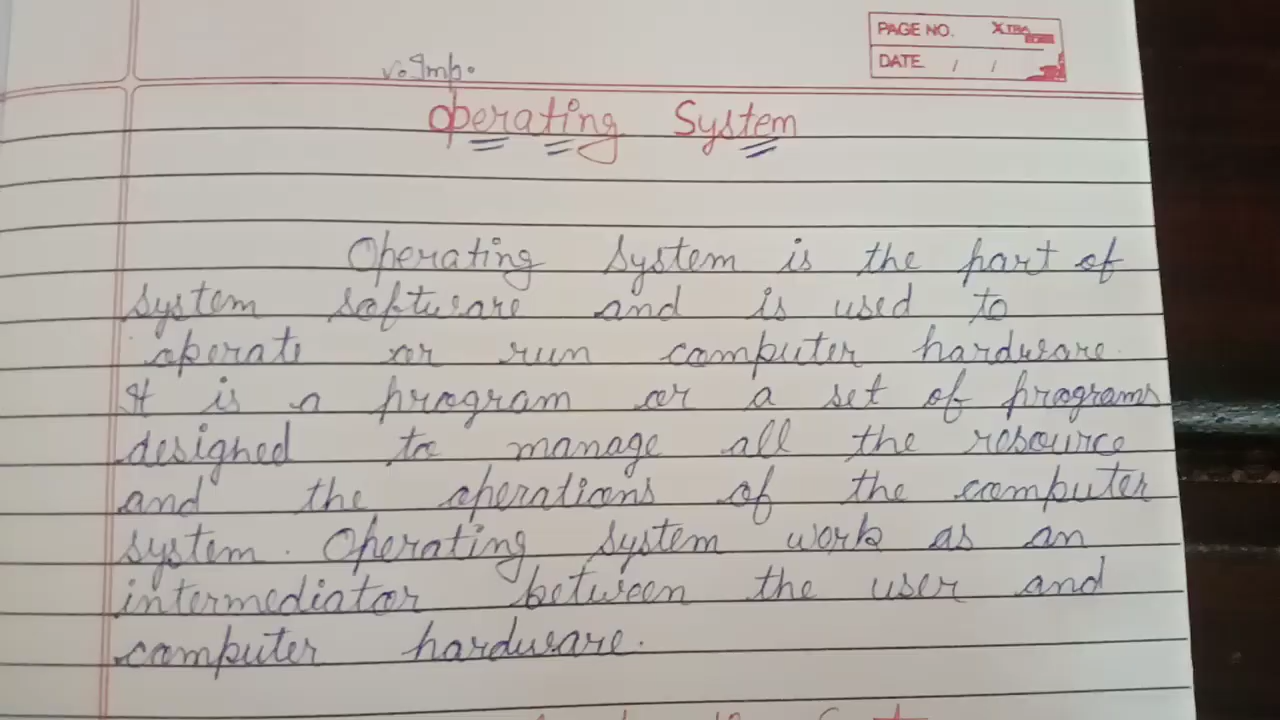 PAGE NO.
DATE / /
v. Imp.
Operating System
Operating System is the part of
system software and is used to
operate or run computer hardware.
It is a program or a set of programs
designed to manage all the resource
and the operations of the computer
system. Operating system work as an
intermediator between the user and
computer hardware.